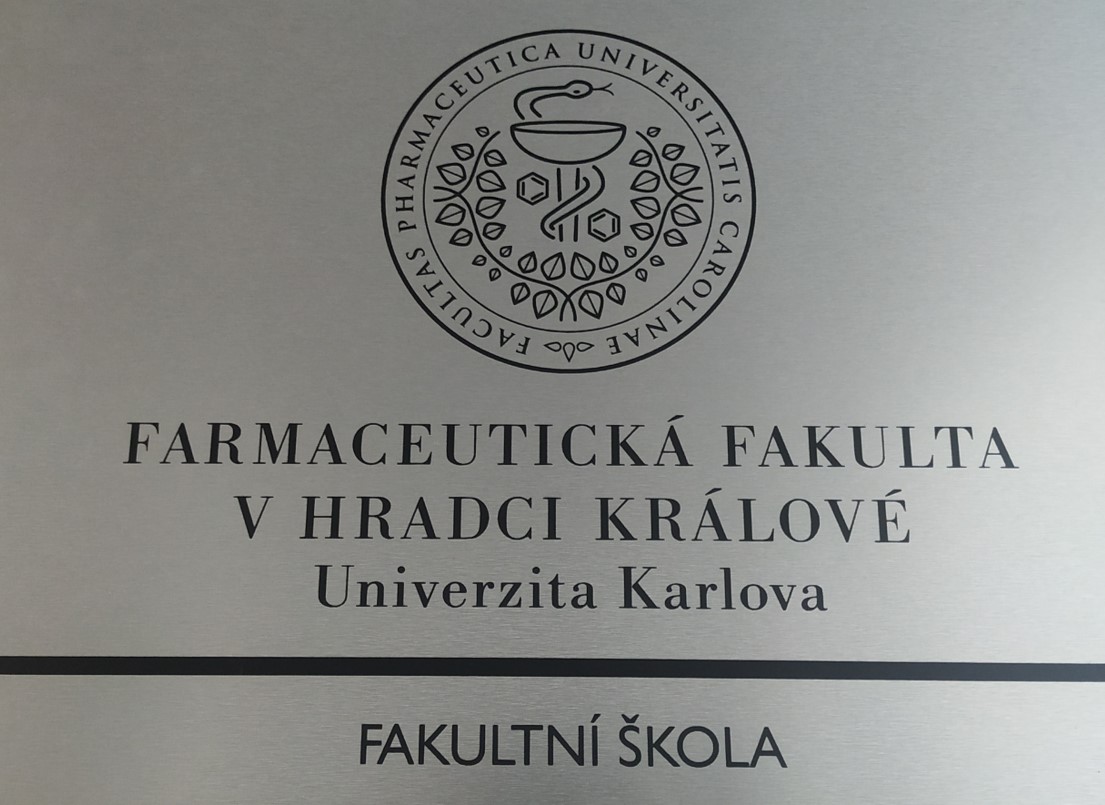 FACULTAS PHARMACEUTICA UNIVERSITATIS CAROLINAE
FARMACEUTICKÁ FAKULTA
V HRADCI KRÁLOVÉ
Univerzita Karlova
FAKULTNÍ ŠKOLA